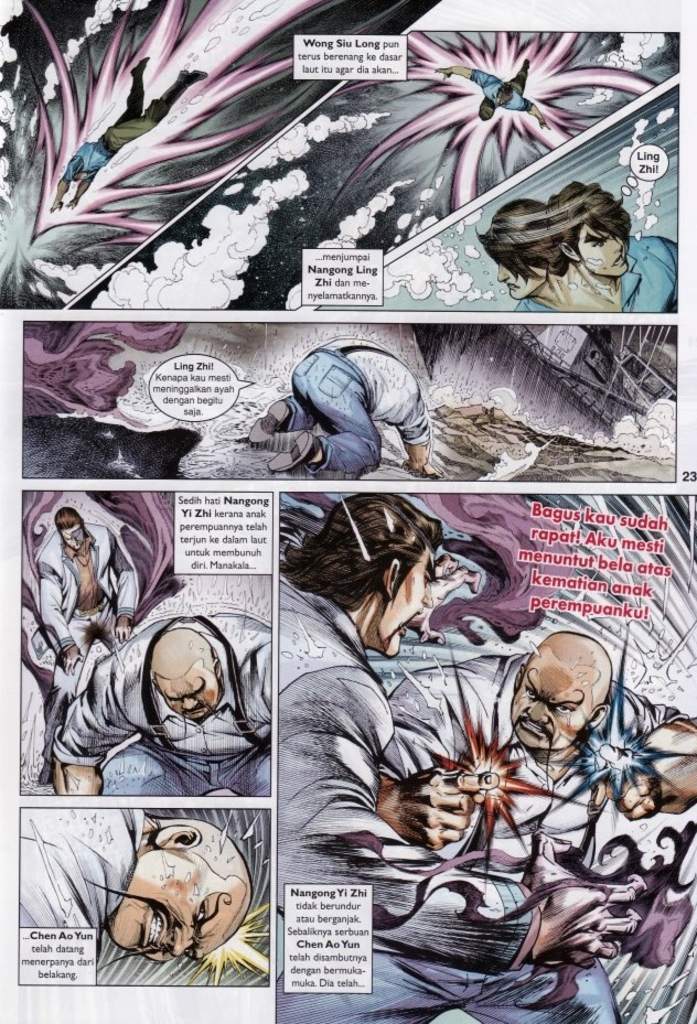 Wong Siu Long pun
terus berenang ke dasar
laut itu agar dia akan...
Ling
Zhi!
...menjumpai
Nangong Ling
Zhi dan me-
nyelamatkannya.
Ling Zhi!
Kenapa kau mesti
meninggalkan ayah
dengan begitu
saja.
23
Sedih hati Nangong
Yi Zhi kerana anak
perempuannya telah
terjun ke dalam laut
untuk membunuh
diri. Manakala...
Bagus kau sudah
rapat! Aku mesti
menuntut bela atas
kematian anak
perempuanku!
...Chen Ao Yun
telah datang
menerpanya dari
belakang.
Nangong Yi Zhi
tidak berundur
atau berganjak.
Sebaliknya serbuan
Chen Ao Yun
telah disambutnya
dengan bermuka-
muka. Dia telah...